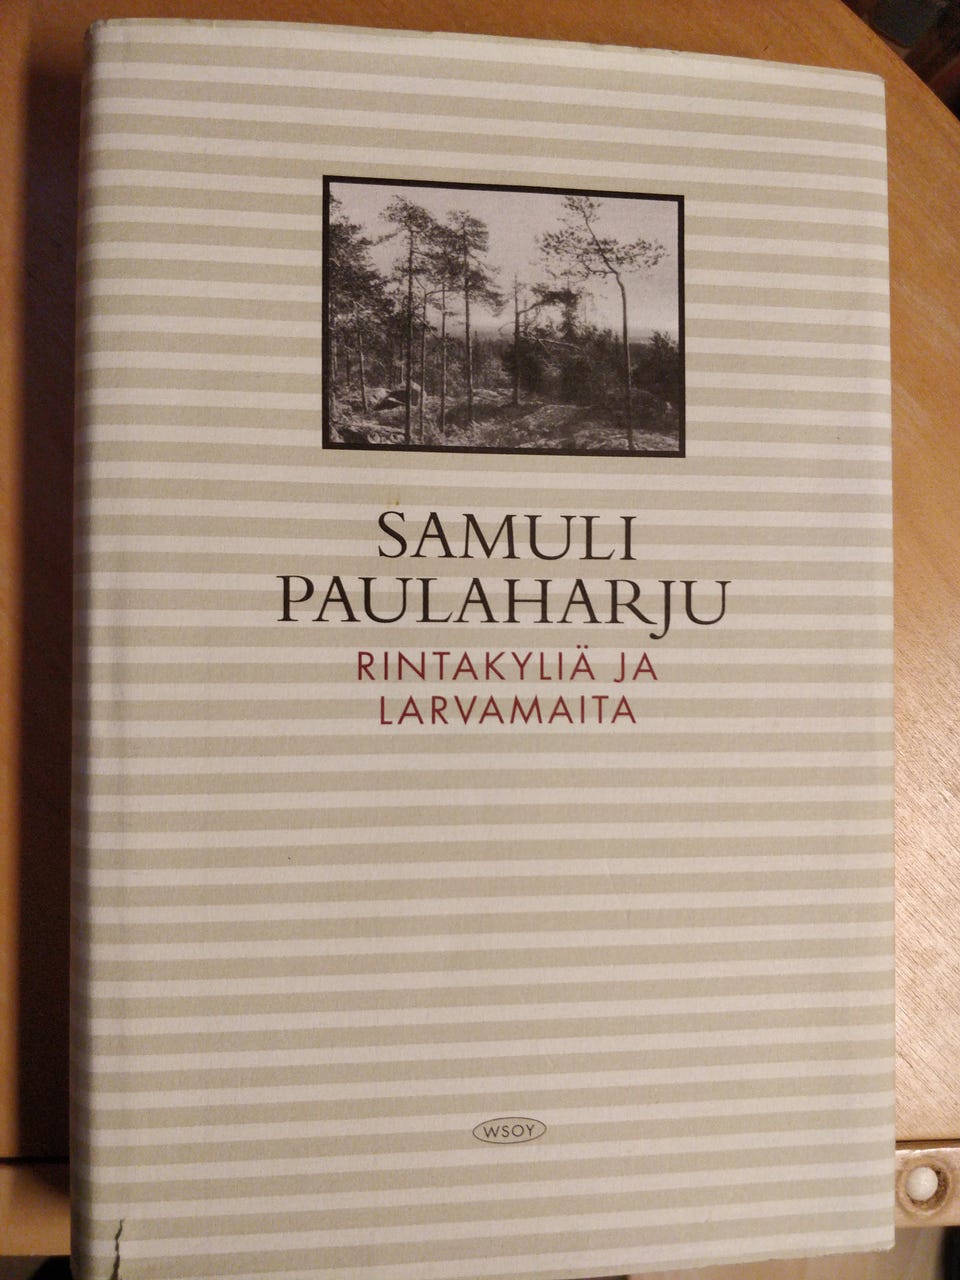 SAMULI
PAULAHARJU
RINTAKYLIÄ JA
LARVAMAITA
WSOY